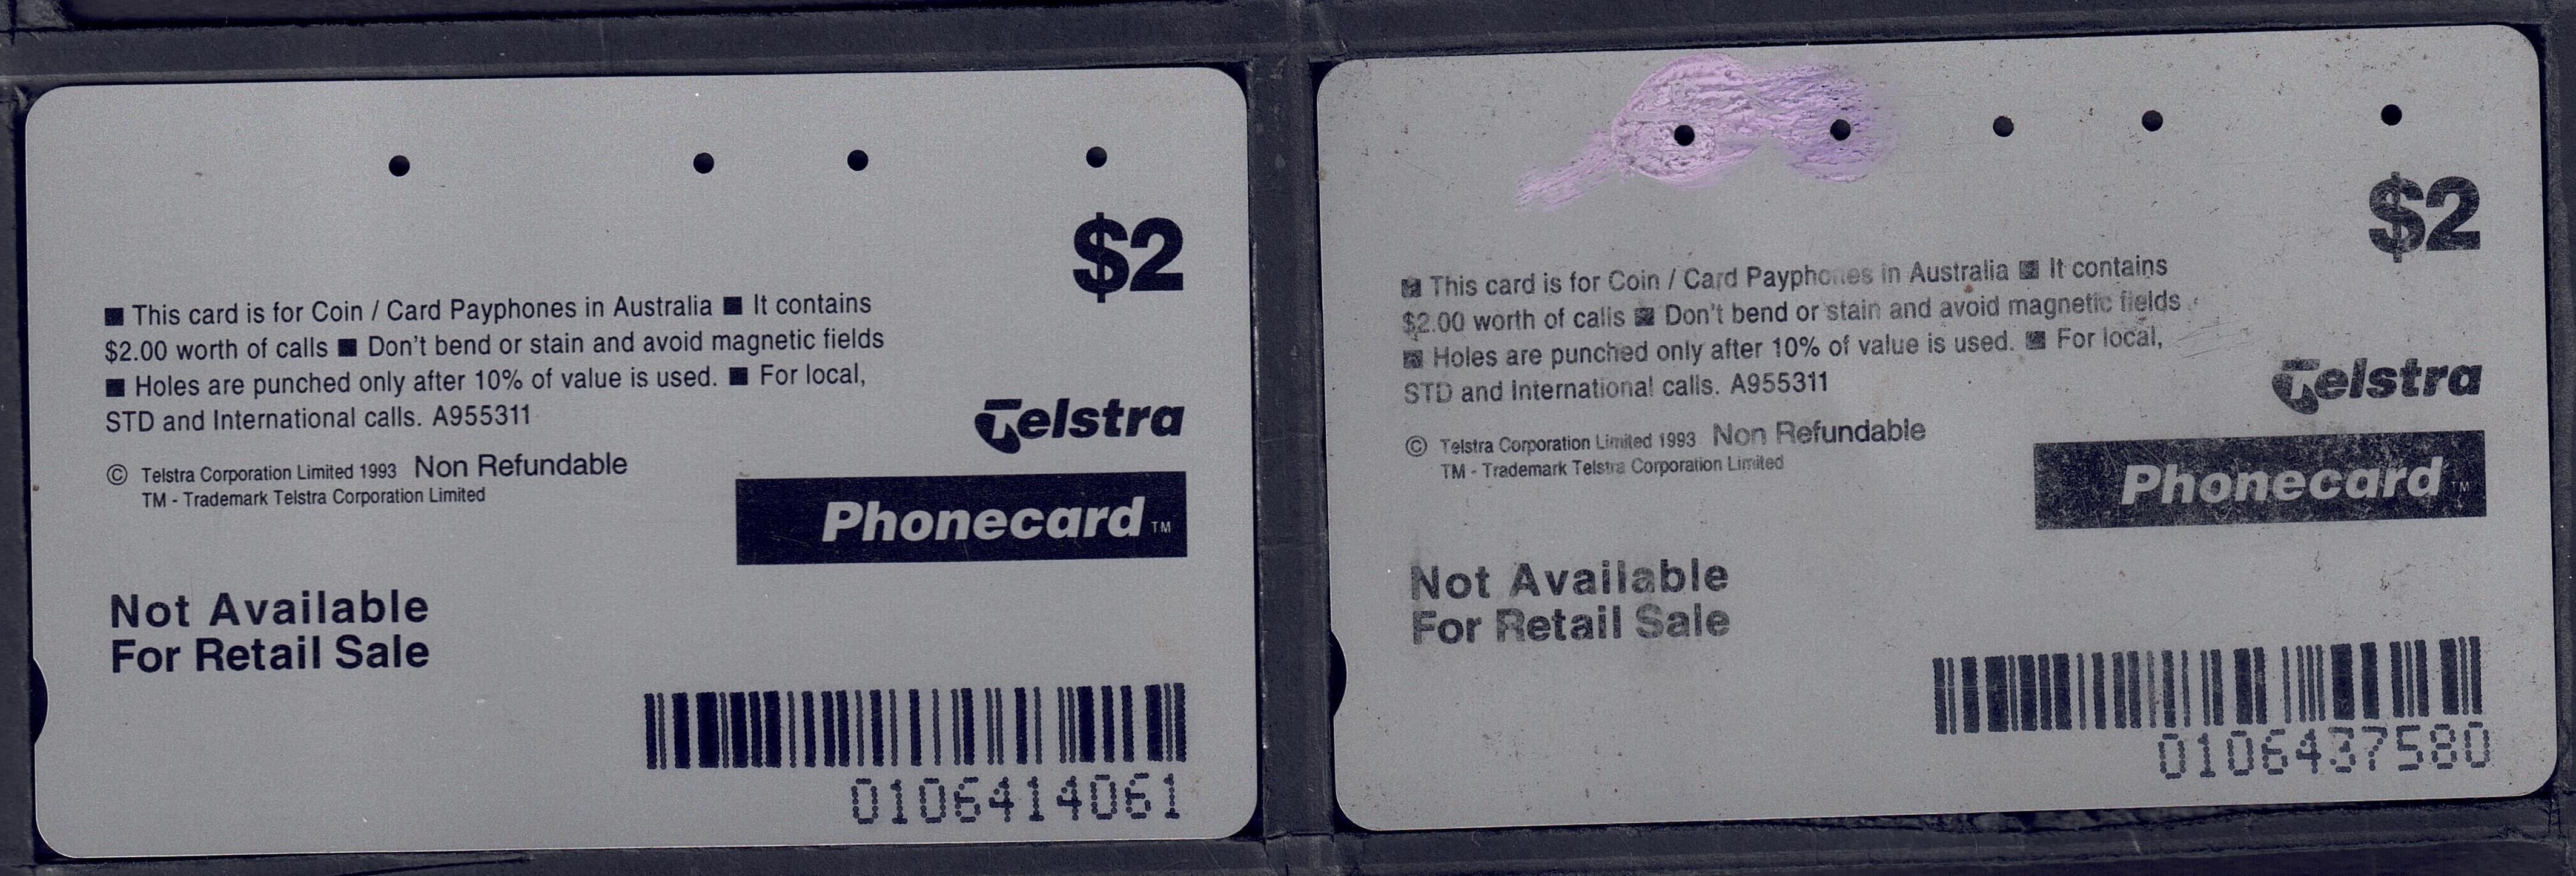 $2
■ This card is for Coin / Card Payphones in Australia ■ It contains
$2.00 worth of calls ■ Don't bend or stain and avoid magnetic fields
■ Holes are punched only after 10% of value is used. ■ For local,
STD and International calls. A955311
Telstra
© Telstra Corporation Limited 1993 Non Refundable
TM - Trademark Telstra Corporation Limited
Phonecard TM
Not Available
For Retail Sale
0106414061
$2
■ This card is for Coin / Card Payphones in Australia ■ It contains
$2.00 worth of calls ■ Don't bend or stain and avoid magnetic fields
■ Holes are punched only after 10% of value is used. ■ For local,
STD and International calls. A955311
Telstra
© Telstra Corporation Limited 1993 Non Refundable
TM - Trademark Telstra Corporation Limited
Phonecard TM
Not Available
For Retail Sale
0106437580